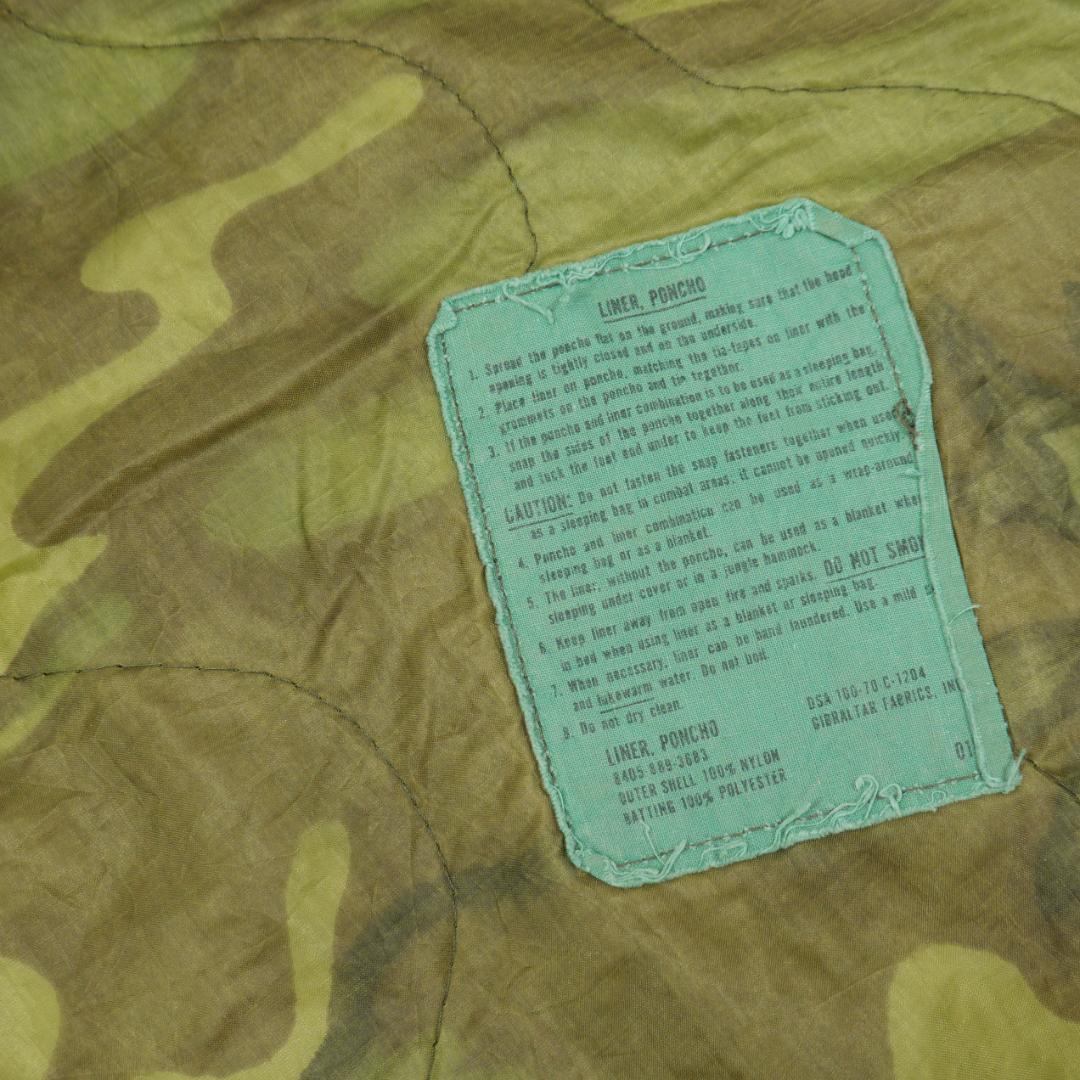 LINER, PONCHO
1. Spread the poncho flat on the ground, making sure that the hood
opening is tightly closed and on the underside.
2. Place liner on poncho, matching the tie-tapes on liner with the
grommets on the poncho and tie together.
3. If the poncho and liner combination is to be used as a sleeping bag,
snap the sides of the poncho together along their entire length
and tuck the foot end under to keep the feet from sticking out.
CAUTION: Do not fasten the snap fasteners together when used
as a sleeping bag in combat areas; it cannot be opened quickly
4. Poncho and liner combination can be used as a wrap-around
sleeping bag or as a blanket.
5. The liner, without the poncho, can be used as a blanket whe
sleeping under cover or in a jungle hammock.
6. Keep liner away from open fire and sparks. DO NOT SMO
in bed when using liner as a blanket or sleeping bag.
7. When necessary, liner can be hand laundered. Use a mild
and lukewarm water. Do not boil.
8. Do not dry clean.
LINER, PONCHO
8405-889-3683
OUTER SHELL 100% NYLON
BATTING 100% POLYESTER
DSA 100-70-C-1204
GIBRALTAR FABRICS, INC
01